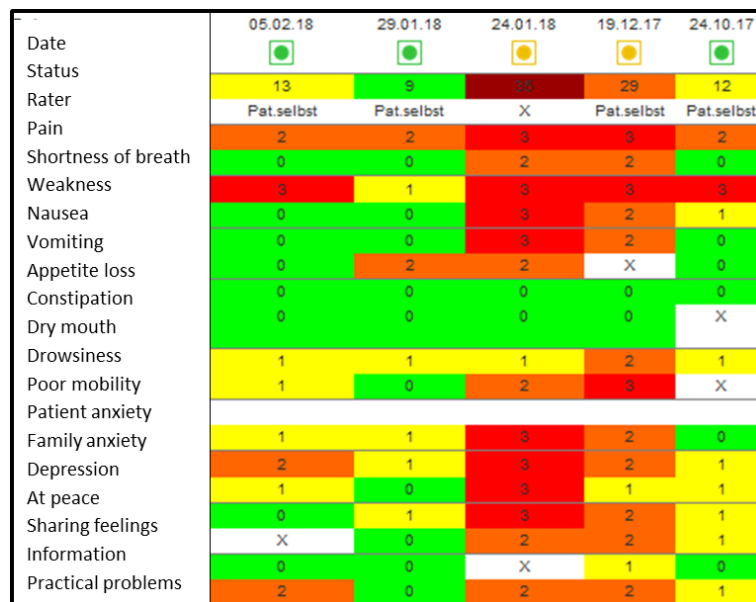 Date
Status
Rater
Pain
Shortness of breath
Weakness
Nausea
Vomiting
Appetite loss
Constipation
Dry mouth
Drowsiness
Poor mobility
Patient anxiety
Family anxiety
Depression
At peace
Sharing feelings
Information
Practical problems
05.02.18 29.01.18 24.01.18 19.12.17 24.10.17
13 9 29 12
Pat.selbst Pat.selbst X Pat.selbst Pat.selbst
2 2 3 3 2
0 0 2 2 0
3 1 3 3 3
0 0 3 2 1
0 0 3 2 0
0 2 2 X 0
0 0 0 0 0
0 0 0 0 X
1 1 1 2 1
1 0 2 3 X
1 1 3 2 0
2 1 3 2 1
1 0 3 1 1
0 1 3 2 1
X 0 2 2 1
0 0 X 1 0
2 0 2 2 1